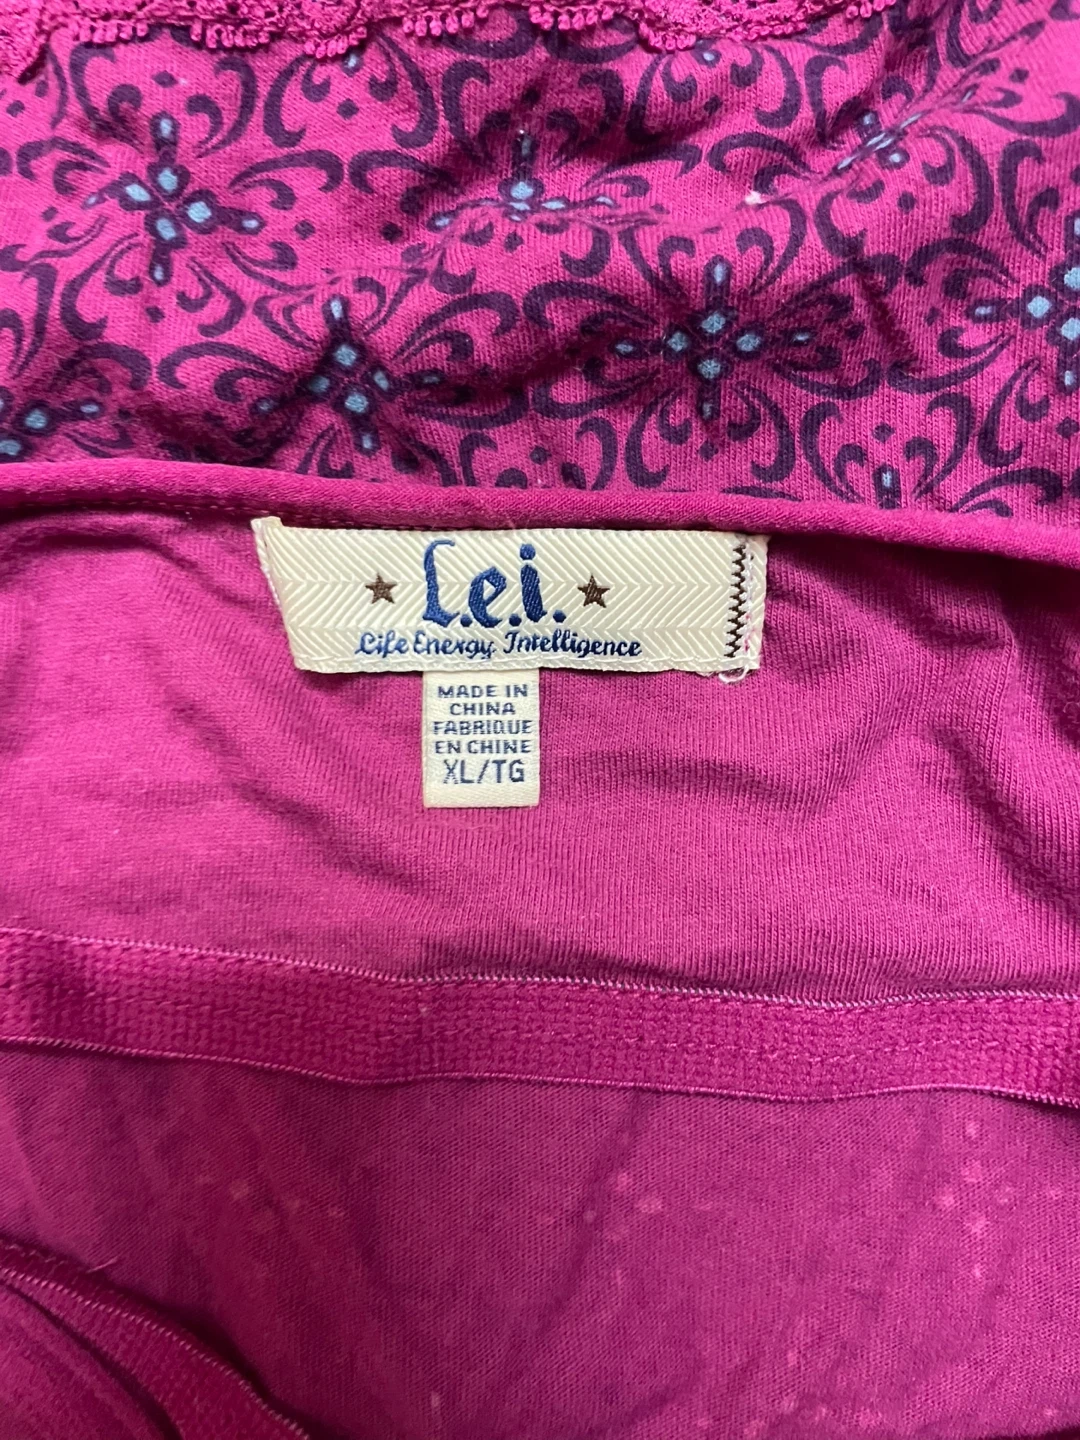 L.e.i.
Life Energy Intelligence
MADE IN
CHINA
FABRIQUE
EN CHINE
XL/TG